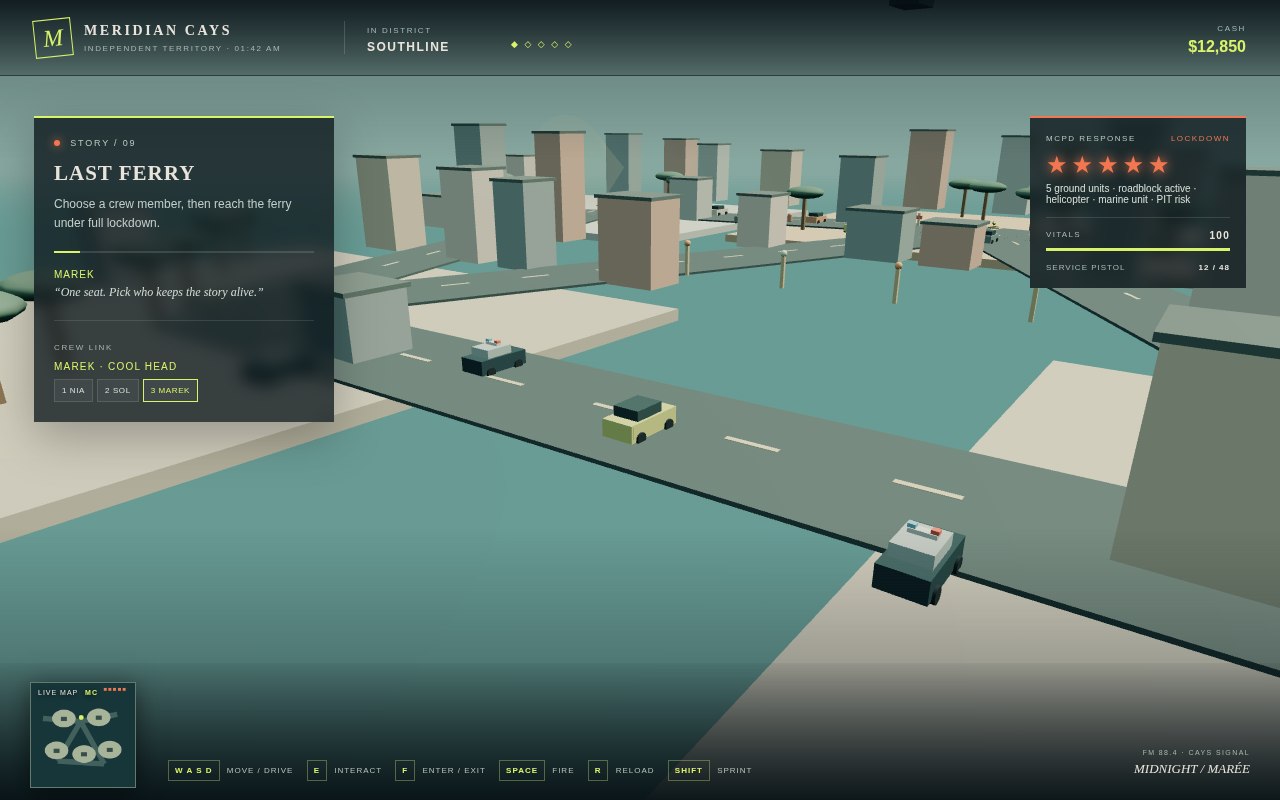 M
MERIDIAN CAYS
INDEPENDENT TERRITORY · 01:42 AM
IN DISTRICT
SOUTHLINE
CASH
$12,850
STORY / 09
LAST FERRY
Choose a crew member, then reach the ferry
under full lockdown.
MAREK
“One seat. Pick who keeps the story alive.”
CREW LINK
MAREK · COOL HEAD
1 NIA 2 SOL 3 MAREK
MCPD RESPONSE LOCKDOWN
5 ground units · roadblock active ·
helicopter · marine unit · PIT risk
VITALS 100
SERVICE PISTOL 12 / 48
LIVE MAP MC
W A S D MOVE / DRIVE E INTERACT F ENTER / EXIT SPACE FIRE R RELOAD SHIFT SPRINT
FM 88.4 · CAYS SIGNAL
MIDNIGHT / MARÉE